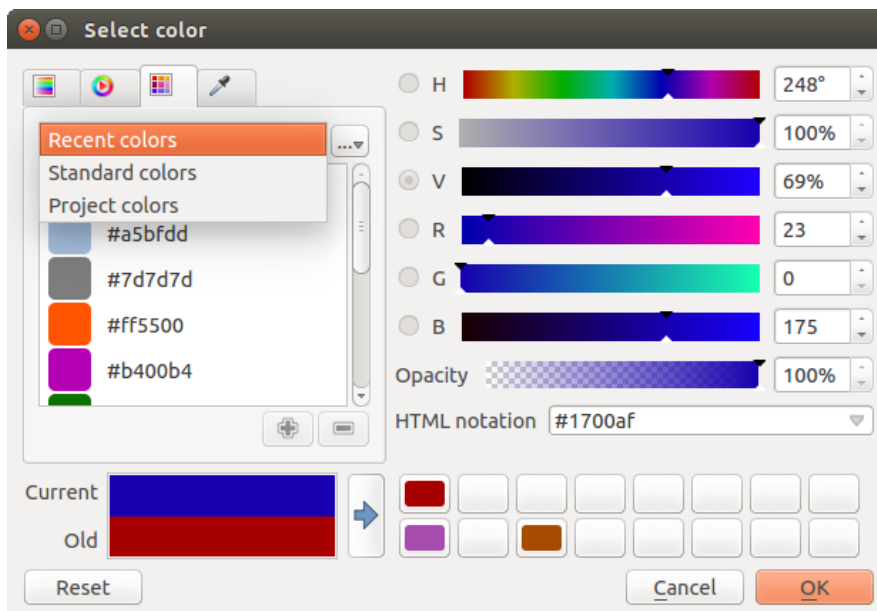 Select color
Recent colors
...
Standard colors
Project colors
#a5bfdd
#7d7d7d
#ff5500
#b400b4
H 248°
S 100%
V 69%
R 23
G 0
B 175
Opacity 100%
HTML notation #1700af
Current
Old
Reset
Cancel
OK